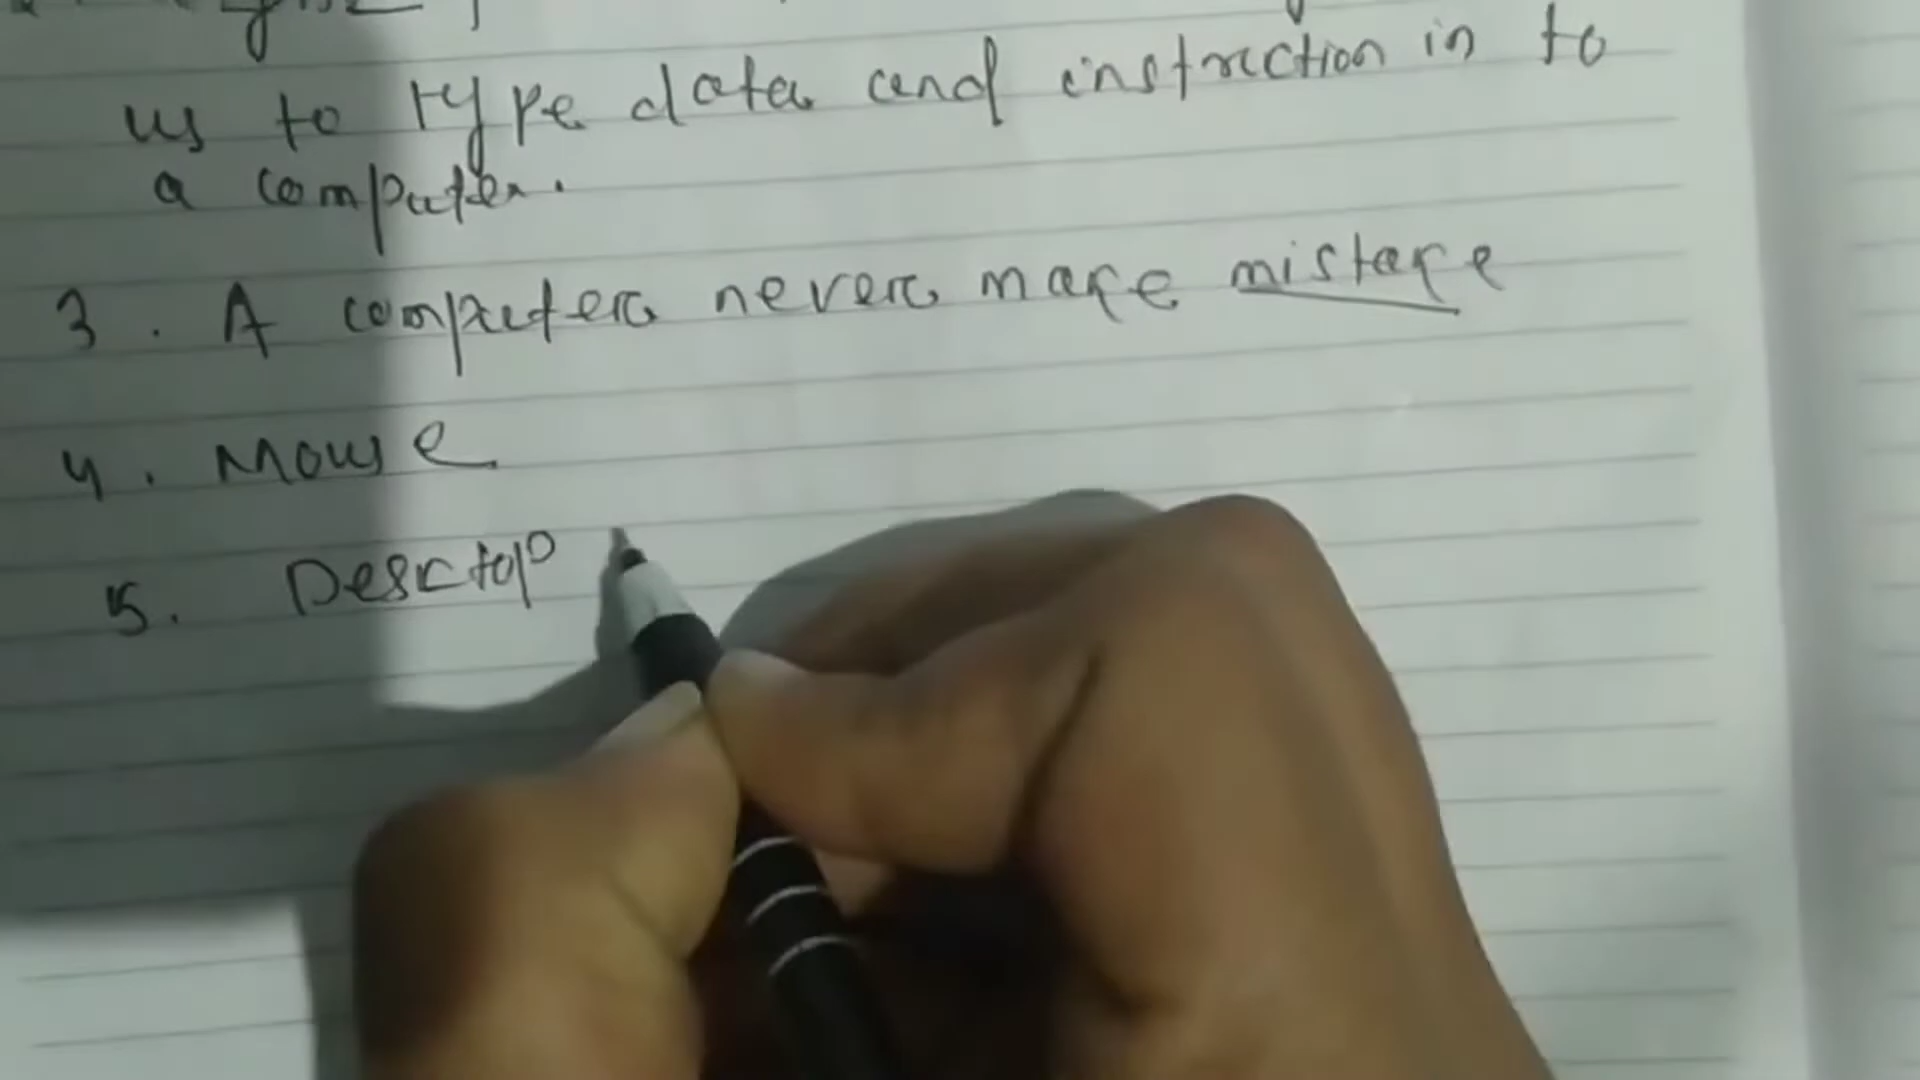 us to type data and instruction in to
a computer.
3. A computer never make mistake
4. Mouse
5. Desktop